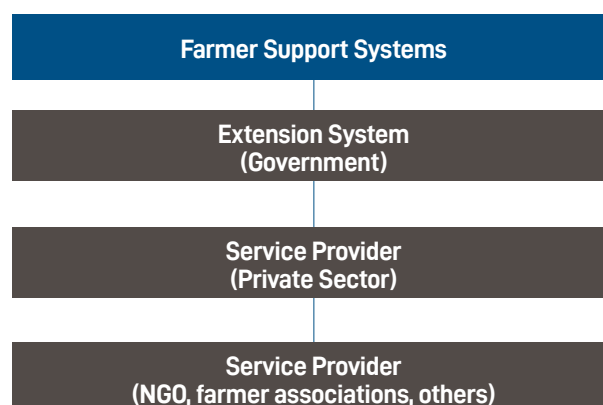 Farmer Support Systems
Extension System
(Government)
Service Provider
(Private Sector)
Service Provider
(NGO, farmer associations, others)